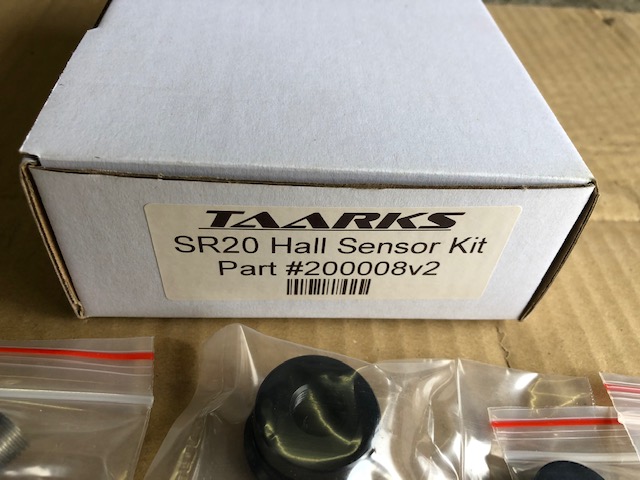 TAARKS
SR20 Hall Sensor Kit
Part #200008v2